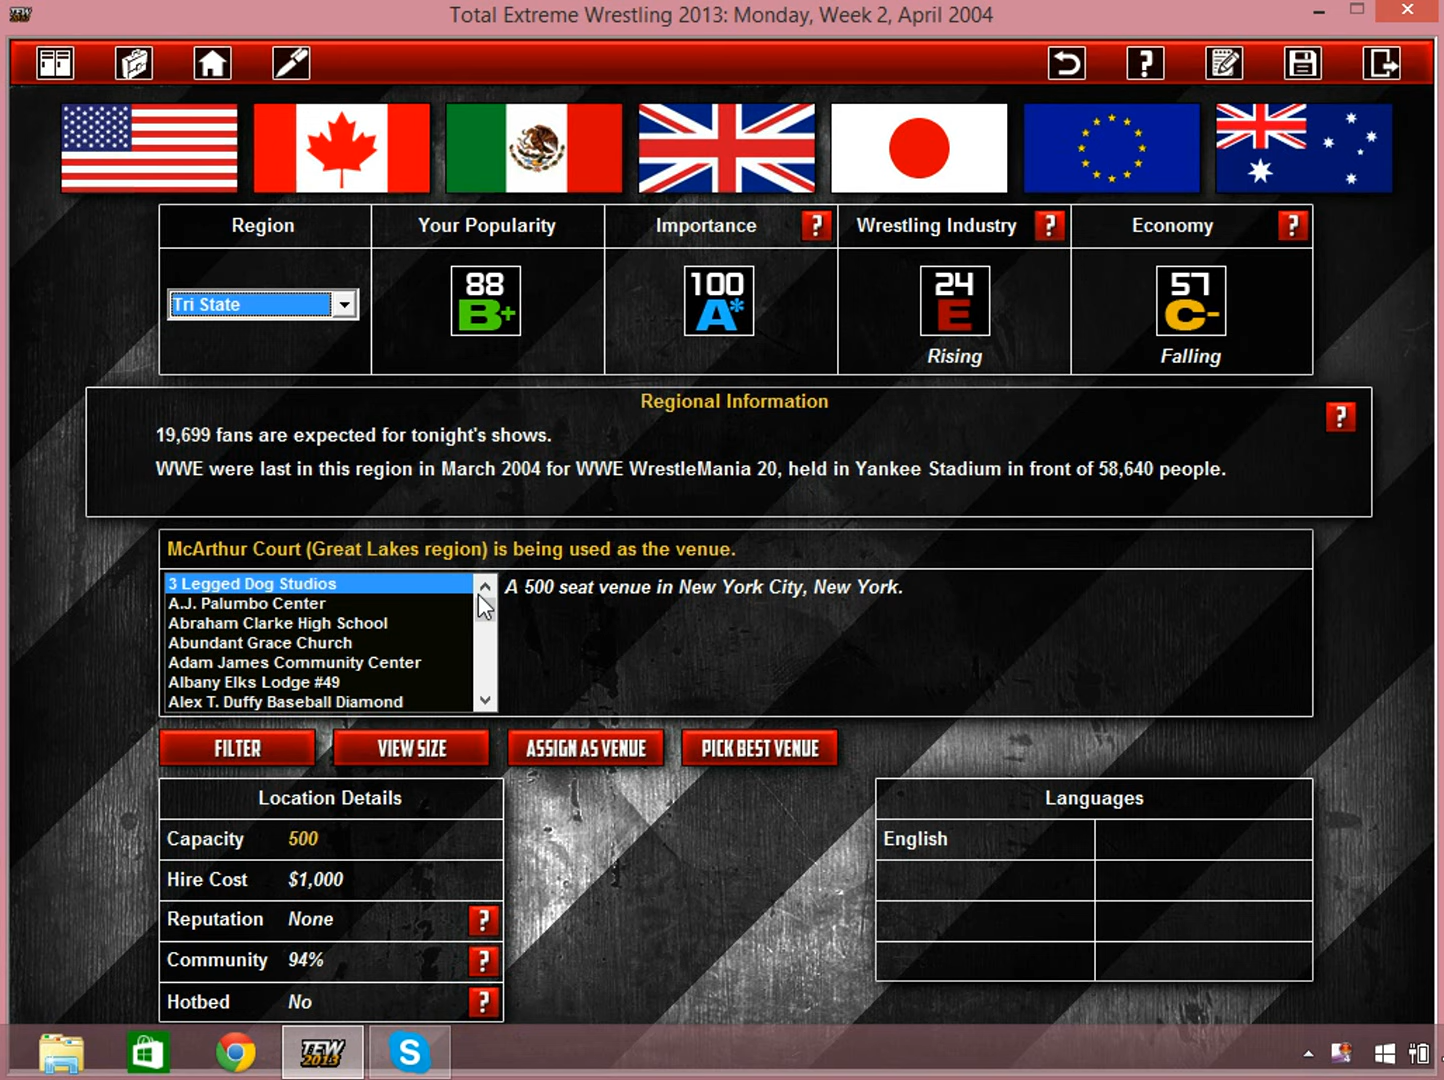 Total Extreme Wrestling 2013: Monday, Week 2, April 2004
Region
Your Popularity
Importance
?
Wrestling Industry
?
Economy
?
Tri State
88
B+
100
A*
24
E
Rising
57
C-
Falling
Regional Information
?
19,699 fans are expected for tonight's shows.
WWE were last in this region in March 2004 for WWE WrestleMania 20, held in Yankee Stadium in front of 58,640 people.
McArthur Court (Great Lakes region) is being used as the venue.
3 Legged Dog Studios
A.J. Palumbo Center
Abraham Clarke High School
Abundant Grace Church
Adam James Community Center
Albany Elks Lodge #49
Alex T. Duffy Baseball Diamond
A 500 seat venue in New York City, New York.
FILTER
VIEW SIZE
ASSIGN AS VENUE
PICK BEST VENUE
Location Details
Capacity 500
Hire Cost $1,000
Reputation None ?
Community 94% ?
Hotbed No ?
Languages
English
TEW
2013
S